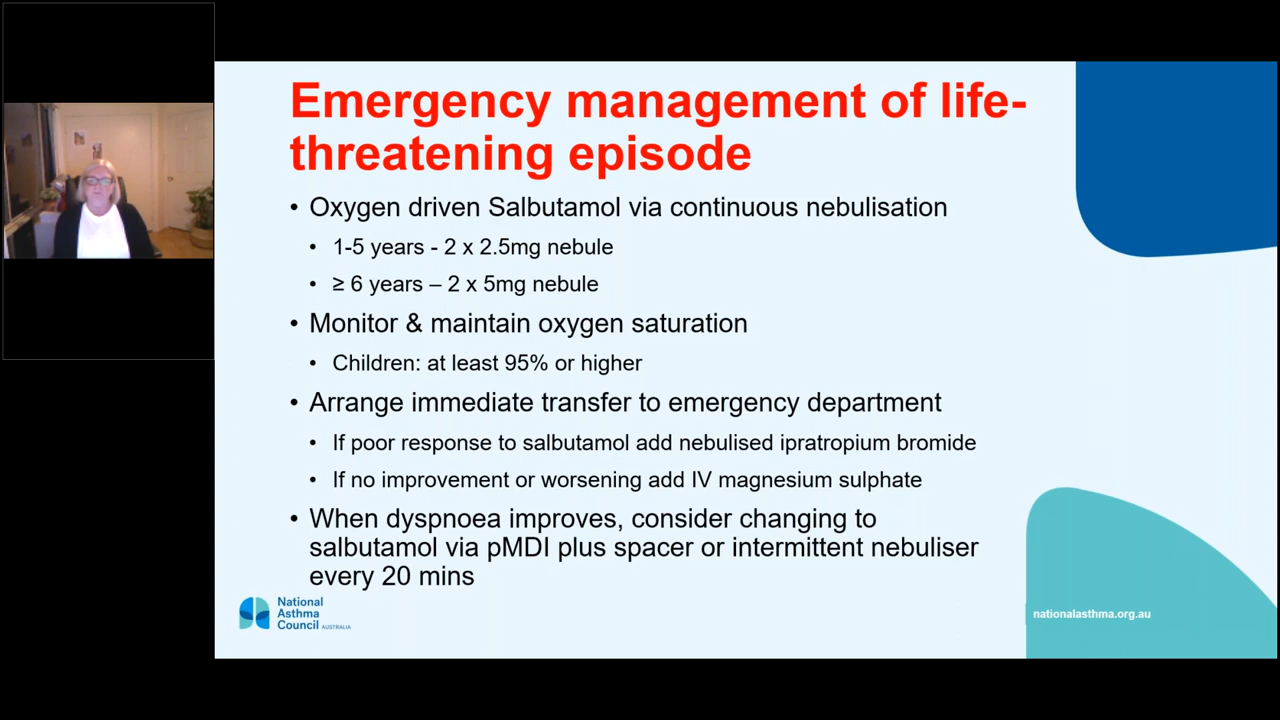 Emergency management of life-
threatening episode
• Oxygen driven Salbutamol via continuous nebulisation
• 1-5 years - 2 x 2.5mg nebule
• ≥ 6 years – 2 x 5mg nebule
• Monitor & maintain oxygen saturation
• Children: at least 95% or higher
• Arrange immediate transfer to emergency department
• If poor response to salbutamol add nebulised ipratropium bromide
• If no improvement or worsening add IV magnesium sulphate
• When dyspnoea improves, consider changing to
salbutamol via pMDI plus spacer or intermittent nebuliser
every 20 mins
National
Asthma
Council AUSTRALIA
nationalasthma.org.au